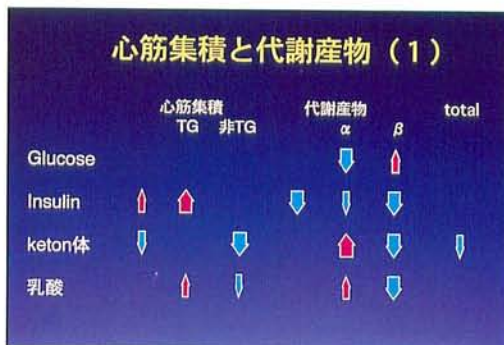 心筋集積と代謝産物（1）
心筋集積 代謝産物 total
TG 非TG α β
Glucose
Insulin
keton体
乳酸